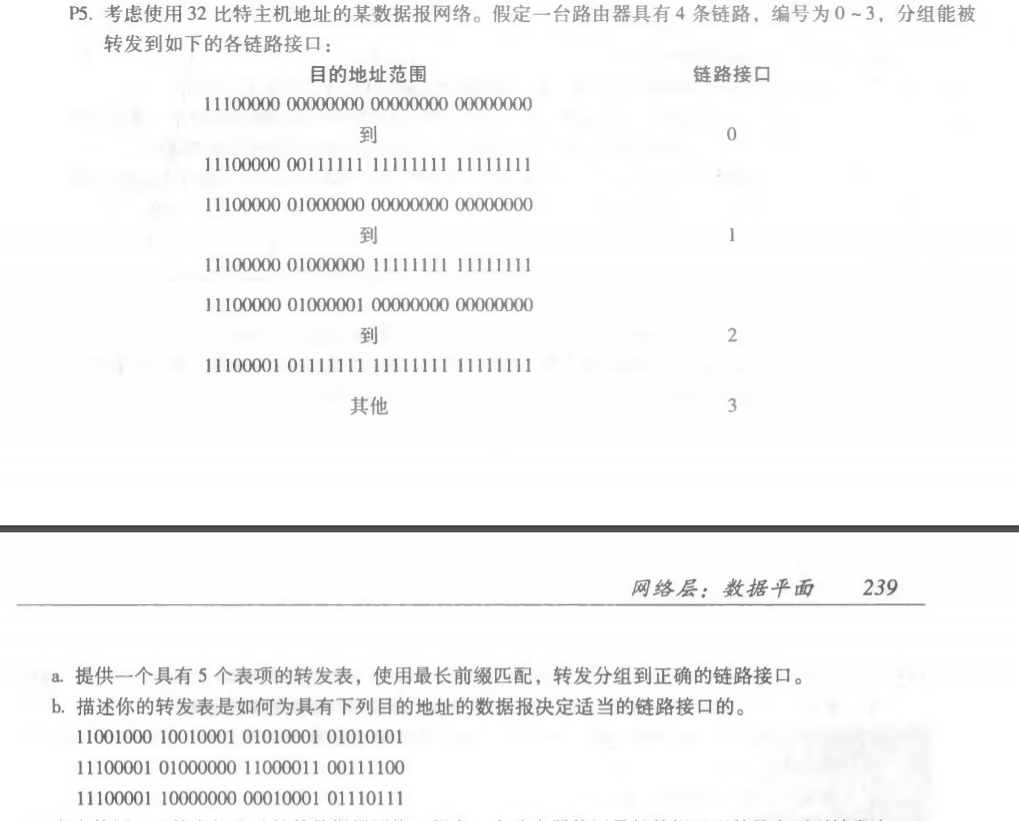 P5. 考虑使用 32 比特主机地址的某数据报网络。假定一台路由器具有 4 条链路，编号为 0 ~ 3，分组能被
转发到如下的各链路接口：
目的地址范围 链路接口
11100000 00000000 00000000 00000000
到 0
11100000 00111111 11111111 11111111
11100000 01000000 00000000 00000000
到 1
11100000 01000000 11111111 11111111
11100000 01000001 00000000 00000000
到 2
11100001 01111111 11111111 11111111
其他 3
网络层：数据平面 239
a. 提供一个具有 5 个表项的转发表，使用最长前缀匹配，转发分组到正确的链路接口。
b. 描述你的转发表是如何为具有下列目的地址的数据报决定适当的链路接口的。
11001000 10010001 01010001 01010101
11100001 01000000 11000011 00111100
11100001 10000000 00010001 01110111